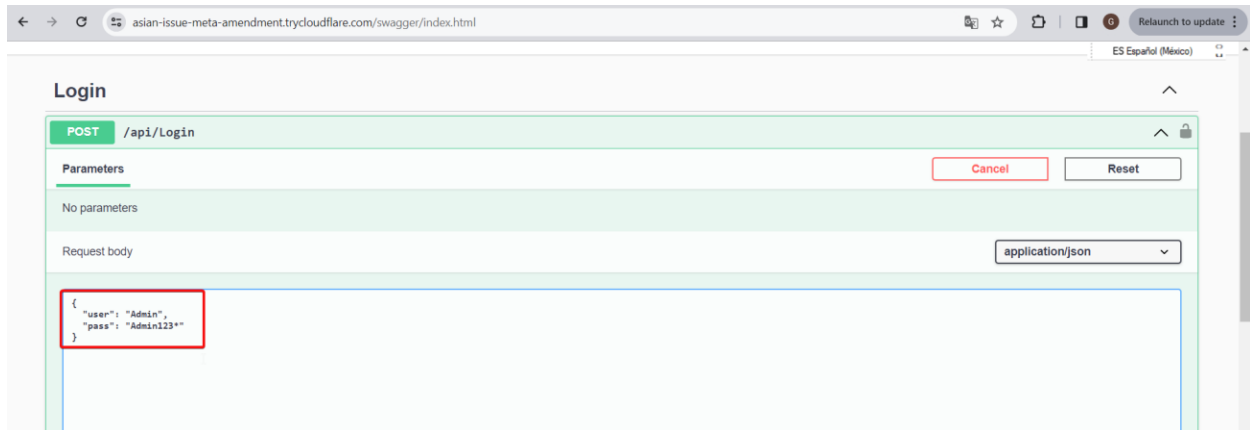 asian-issue-meta-amendment.trycloudflare.com/swagger/index.html
G
Relaunch to update
ES Español (México)
Login
POST /api/Login
Parameters
Cancel
Reset
No parameters
Request body
application/json
{
"user": "Admin",
"pass": "Admin123*"
}